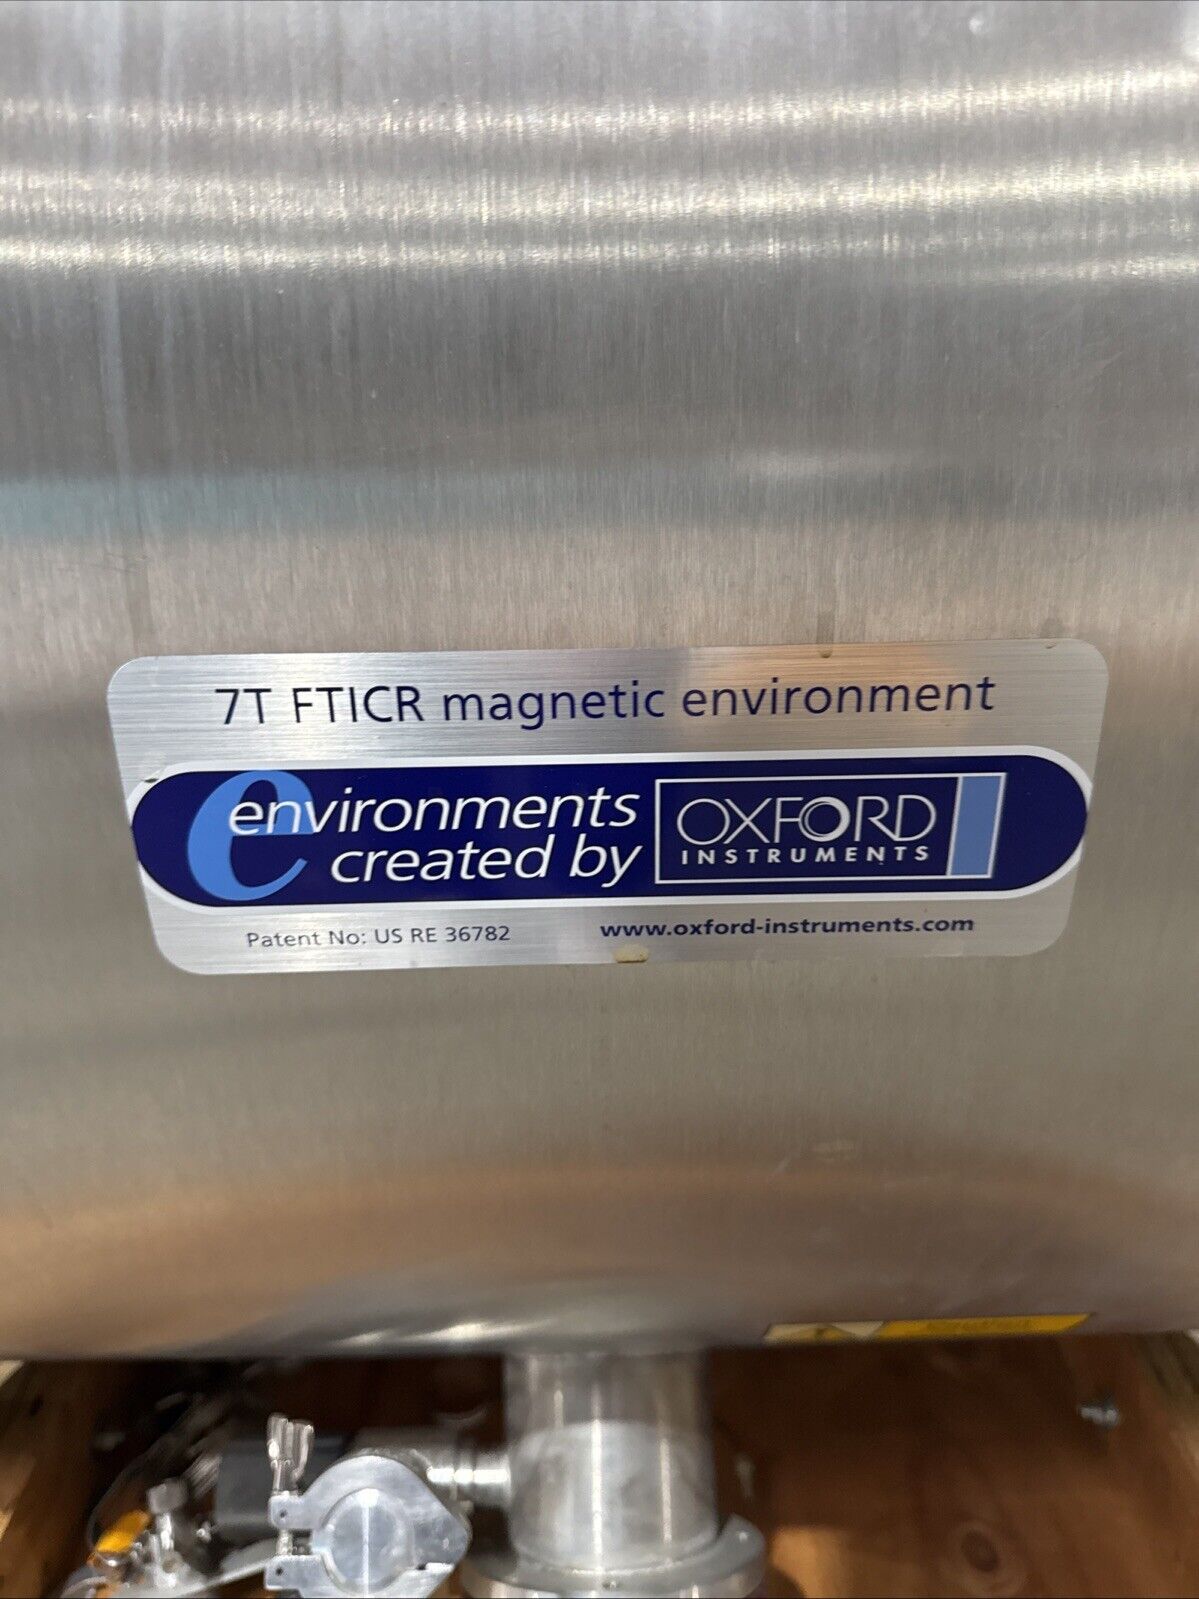 7T FTICR magnetic environment
environments
created by
OXFORD
INSTRUMENTS
Patent No: US RE 36782
www.oxford-instruments.com